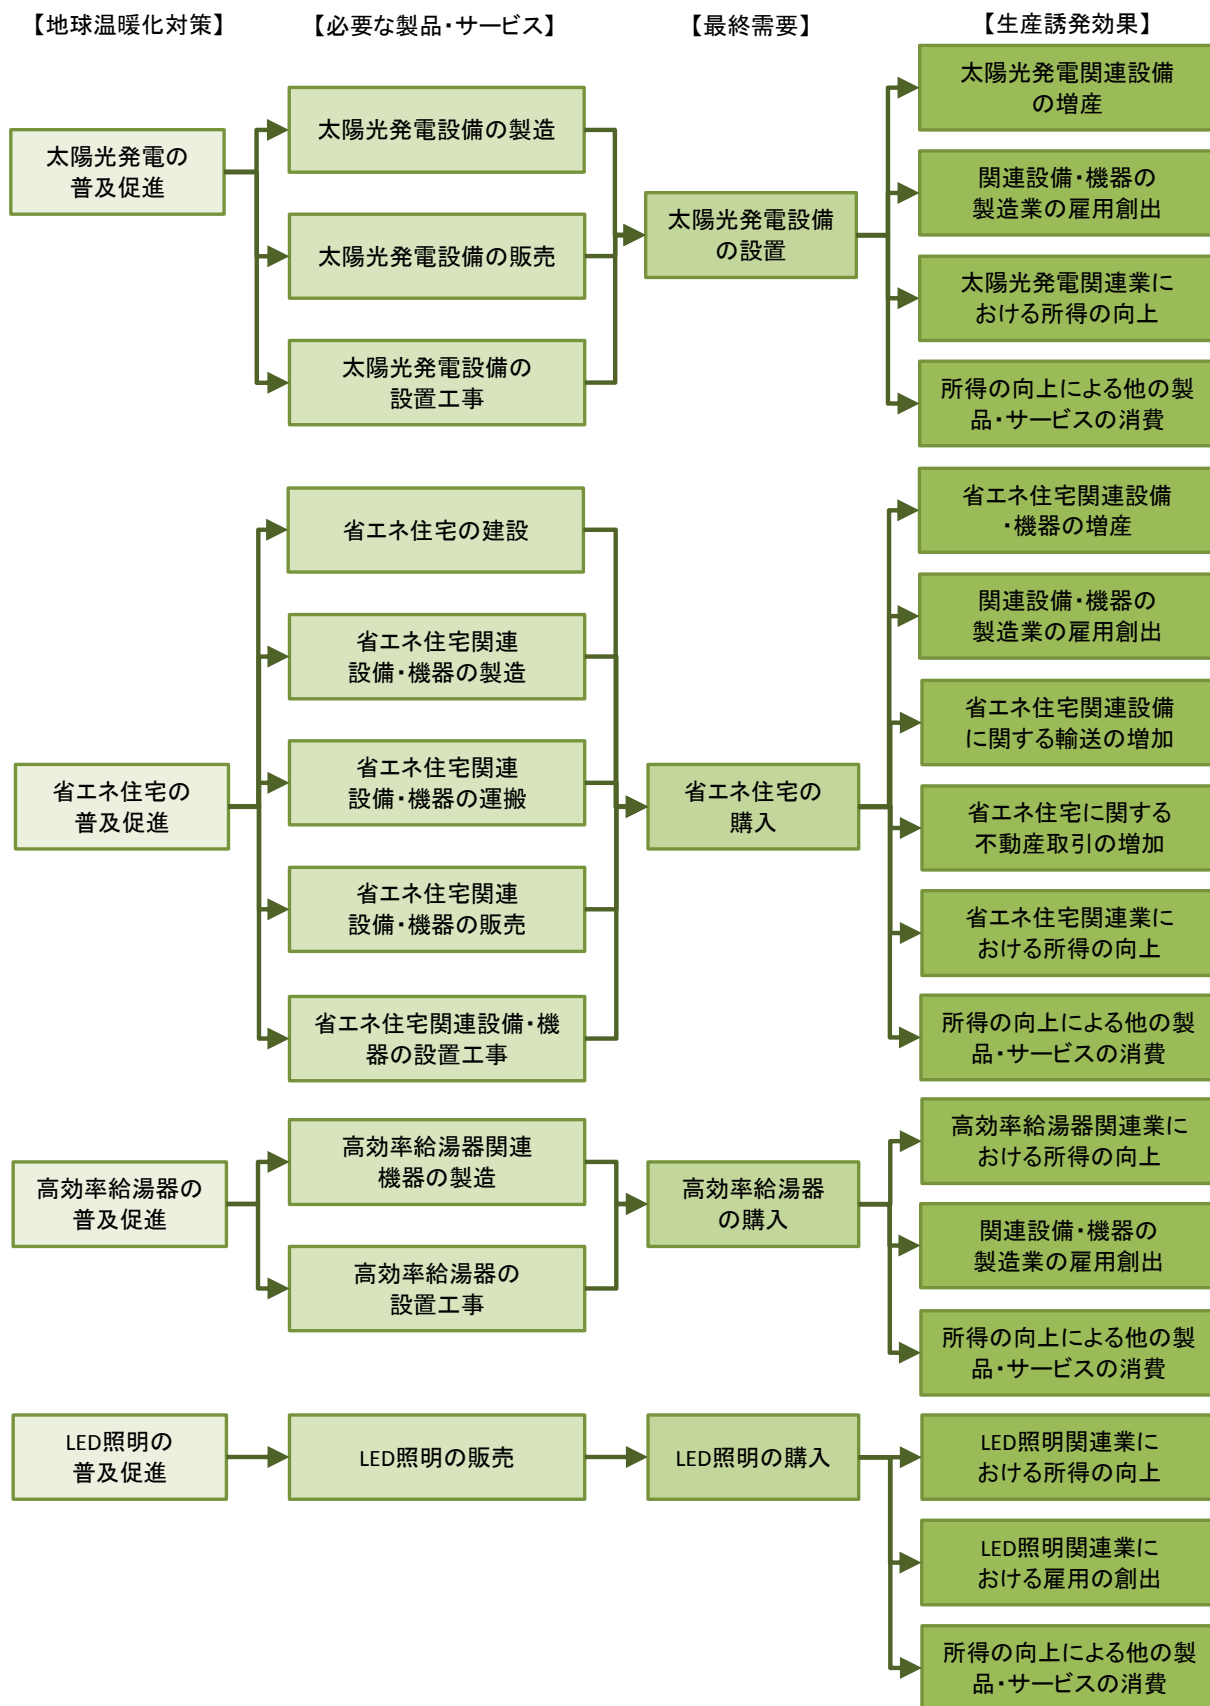 【地球温暖化対策】
【必要な製品・サービス】
【最終需要】
【生産誘発効果】
太陽光発電の
普及促進
太陽光発電設備の製造
太陽光発電設備の販売
太陽光発電設備の
設置工事
太陽光発電設備
の設置
太陽光発電関連設備
の増産
関連設備・機器の
製造業の雇用創出
太陽光発電関連業に
おける所得の向上
所得の向上による他の製
品・サービスの消費
省エネ住宅の
普及促進
省エネ住宅の建設
省エネ住宅関連
設備・機器の製造
省エネ住宅関連
設備・機器の運搬
省エネ住宅関連
設備・機器の販売
省エネ住宅関連設備・機
器の設置工事
省エネ住宅の
購入
省エネ住宅関連設備
・機器の増産
関連設備・機器の
製造業の雇用創出
省エネ住宅関連設備
に関する輸送の増加
省エネ住宅に関する
不動産取引の増加
省エネ住宅関連業に
おける所得の向上
所得の向上による他の製
品・サービスの消費
高効率給湯器の
普及促進
高効率給湯器関連
機器の製造
高効率給湯器の
設置工事
高効率給湯器
の購入
高効率給湯器関連業に
おける所得の向上
関連設備・機器の
製造業の雇用創出
所得の向上による他の製
品・サービスの消費
LED照明の
普及促進
LED照明の販売
LED照明の購入
LED照明関連業に
おける所得の向上
LED照明関連業に
おける雇用の創出
所得の向上による他の製
品・サービスの消費